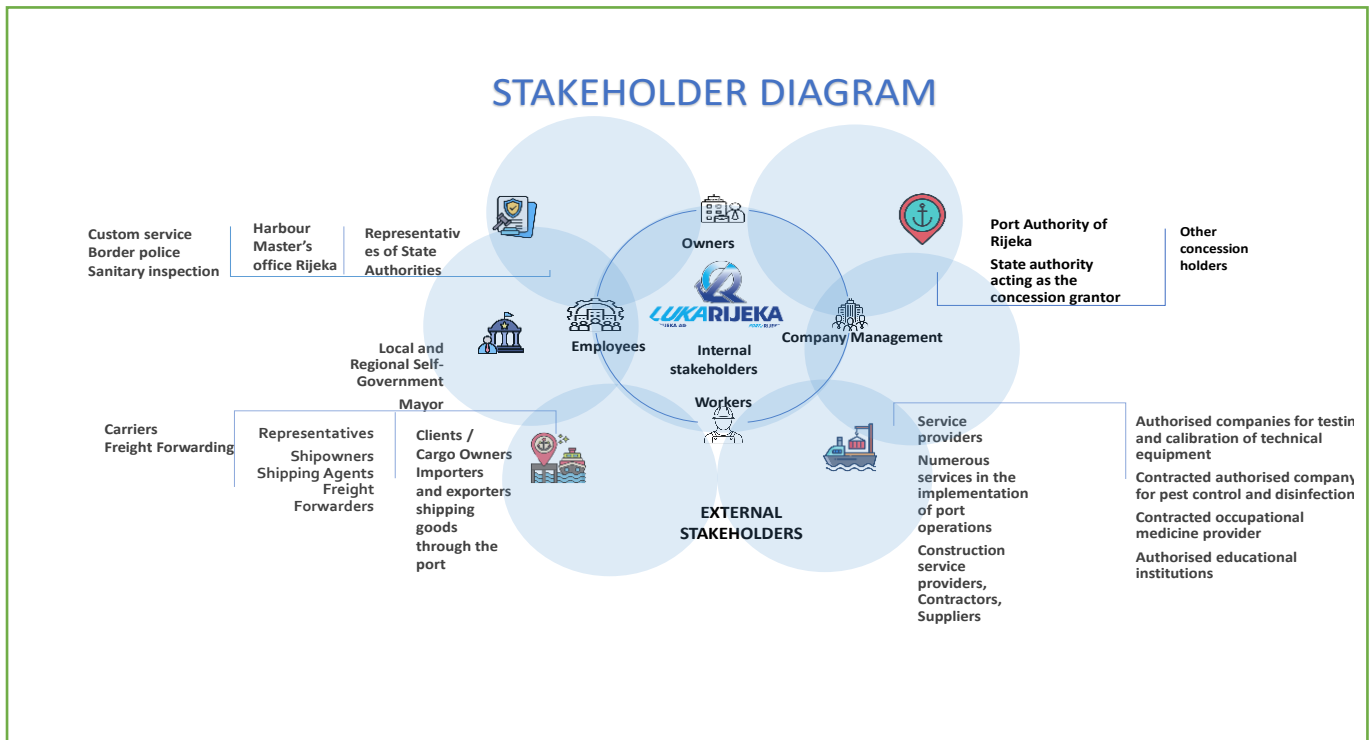 STAKEHOLDER DIAGRAM
Custom service
Border police
Sanitary inspection
Harbour
Master's
office Rijeka
Representativ
es of State
Authorities
Owners
LUKARIJEKA
Employees
Internal
stakeholders
Company Management
Workers
Port Authority of
Rijeka
State authority
acting as the
concession grantor
Other
concession
holders
Local and
Regional Self-
Government
Mayor
Carriers
Freight Forwarding
Representatives
Shipowners
Shipping Agents
Freight
Forwarders
Clients /
Cargo Owners
Importers
and exporters
shipping
goods
through the
port
EXTERNAL
STAKEHOLDERS
Service
providers
Numerous
services in the
implementation
of port
operations
Construction
service
providers,
Contractors,
Suppliers
Authorised companies for testin
and calibration of technical
equipment
Contracted authorised company
for pest control and disinfection
Contracted occupational
medicine provider
Authorised educational
institutions